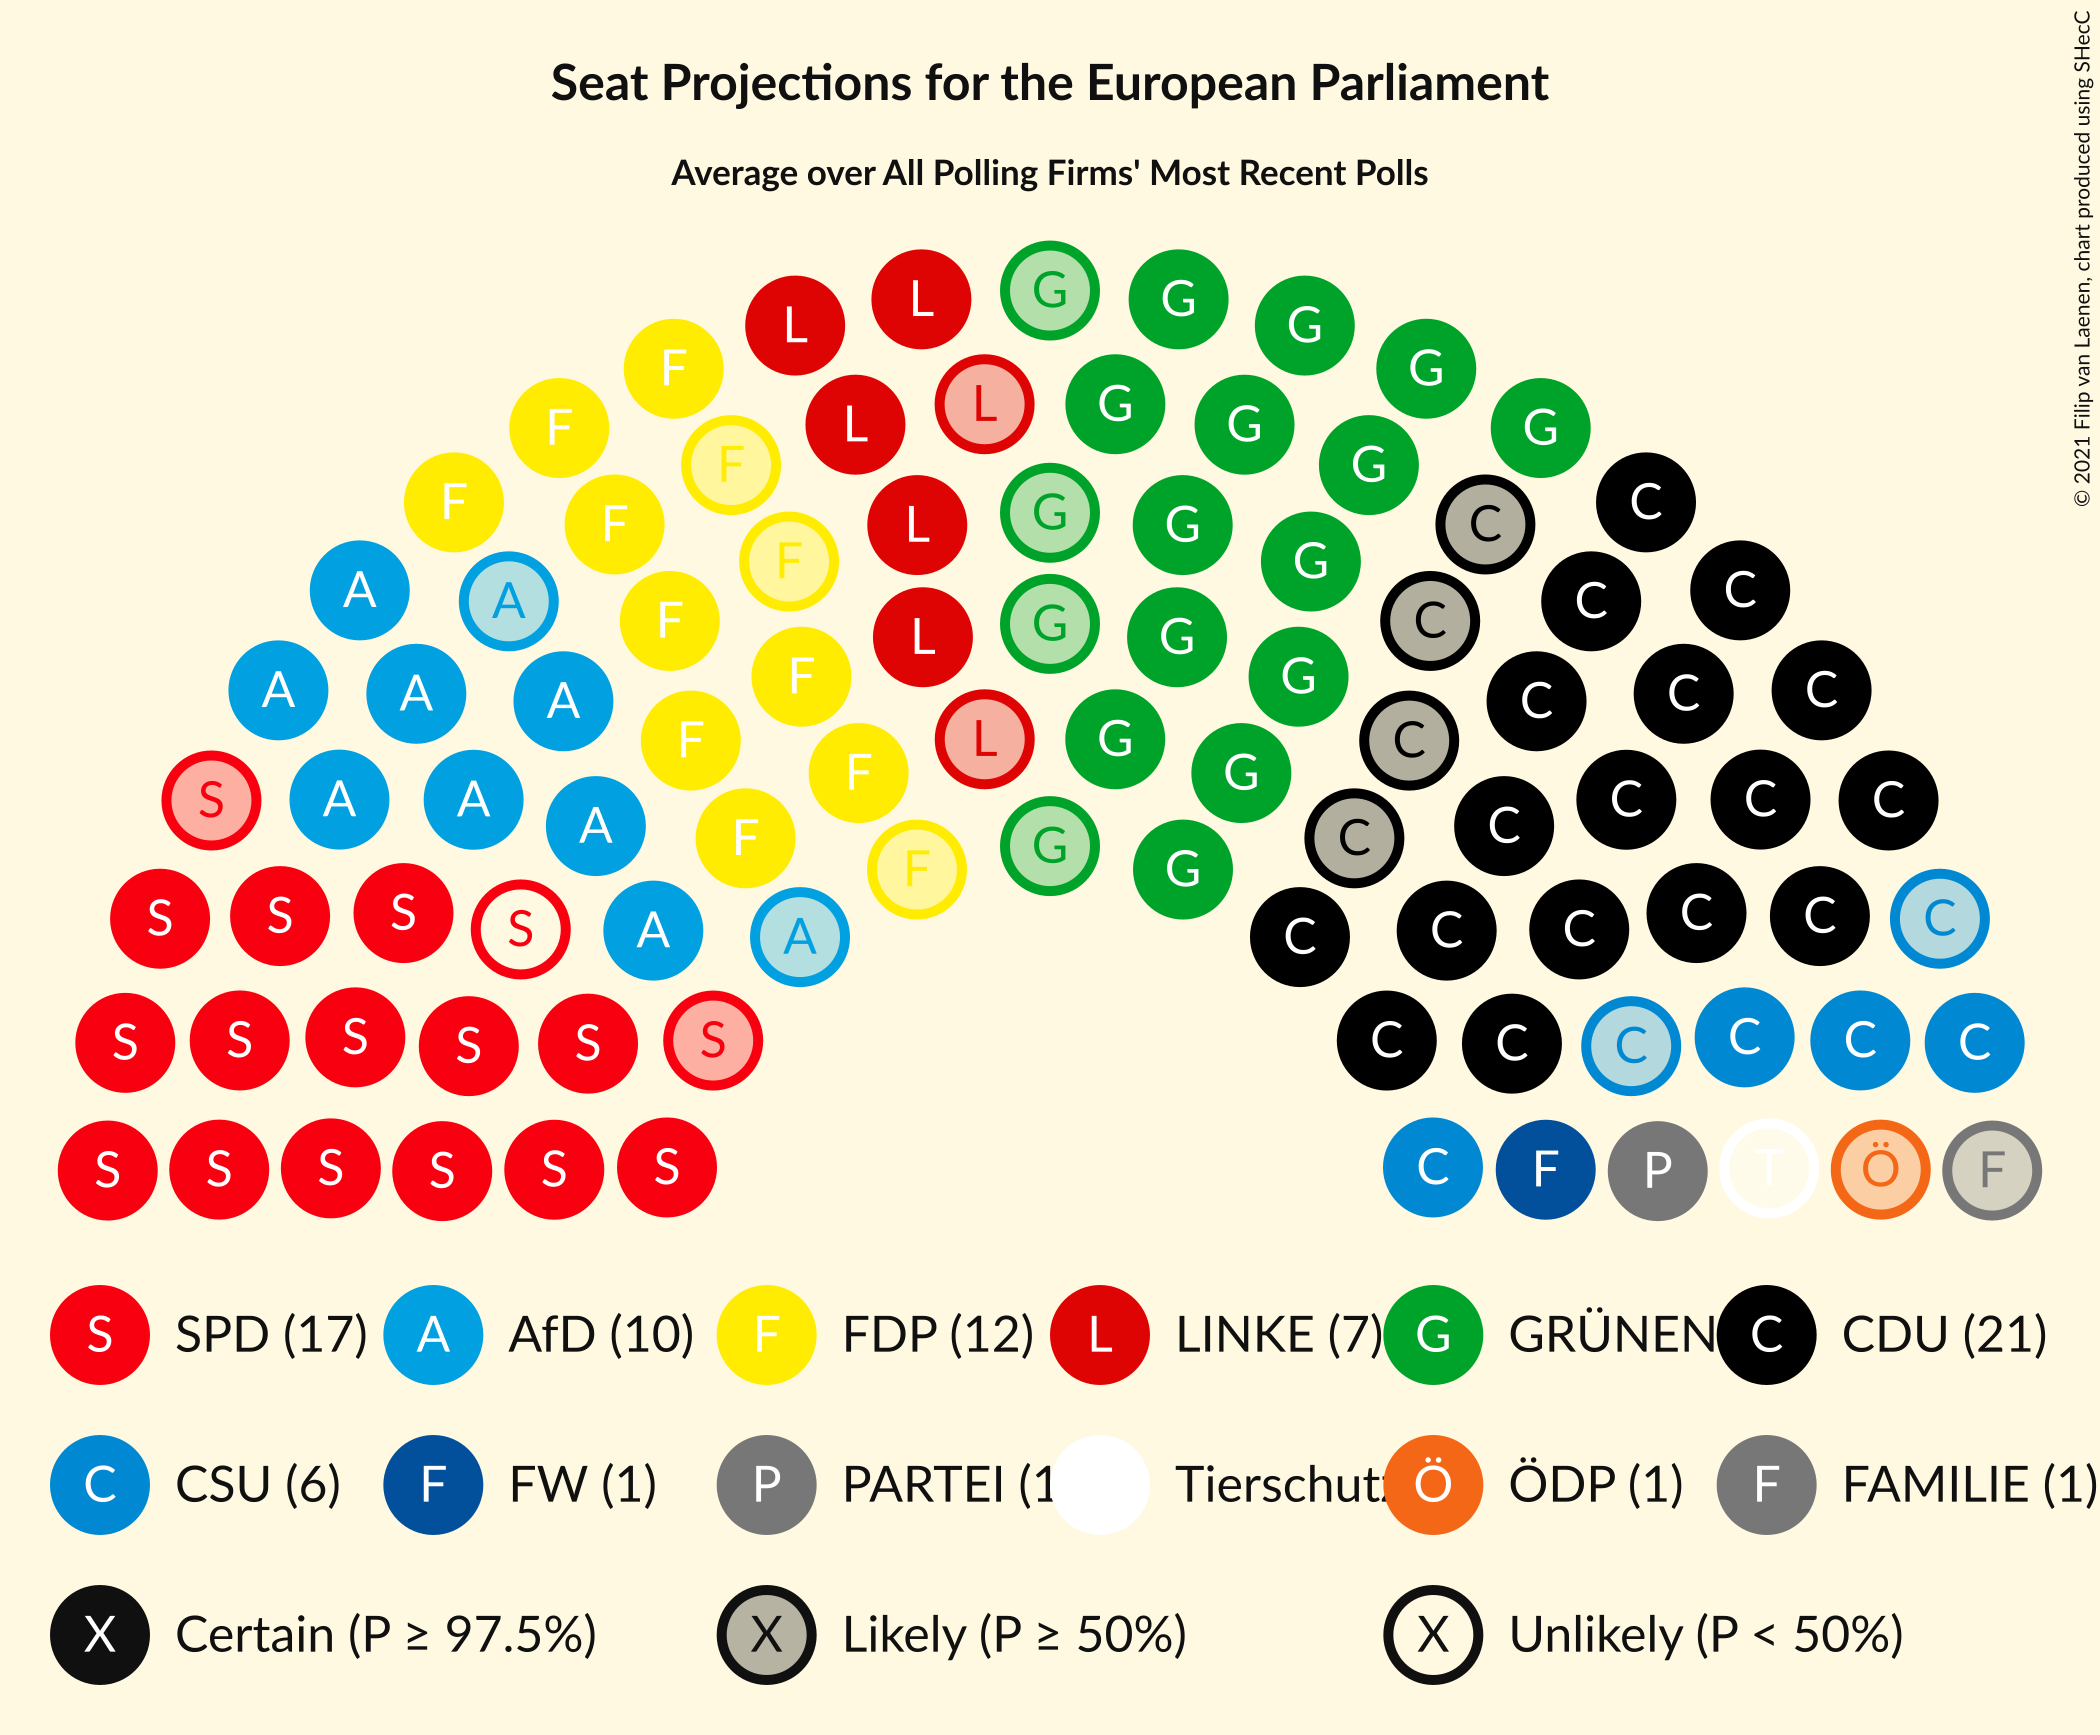 Seat Projections for the European Parliament
Average over All Polling Firms' Most Recent Polls
© 2021 Filip van Laenen, chart produced using SHecC
G
L G
L G
L G
F G
L G
L G
F G
F G
F C
G G
F C
L G
F G
A C
F C
A C
F C
L G
F G
A C
A C
A C
F C
L G
F G
S C
A C
A C
A C
F C
G
F G
S C
S C
S C
S C
A C
A C
S C
S C
S C
S C
S C
S C
S S S S S S C F P T Ö F
S SPD (17) A AfD (10) F FDP (12) L LINKE (7) G GRÜNEN C CDU (21)
C CSU (6) F FW (1) P PARTEI (1 Tierschutz Ö ÖDP (1) F FAMILIE (1)
X Certain (P ≥ 97.5%) X Likely (P ≥ 50%) X Unlikely (P < 50%)